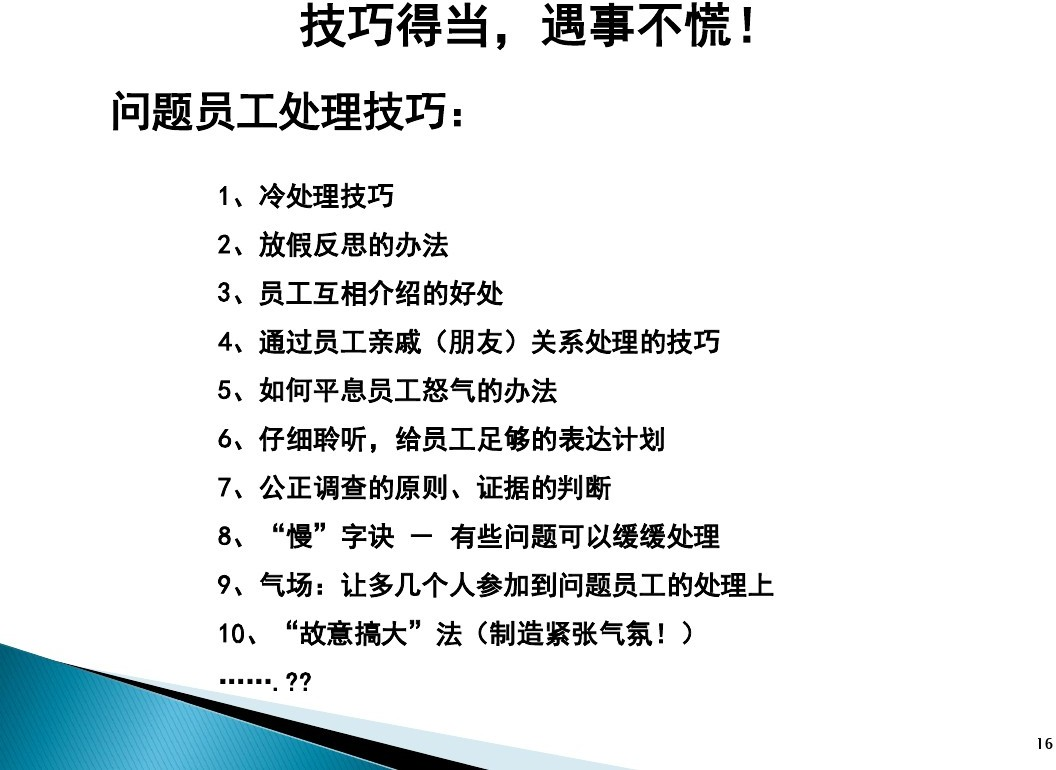 技巧得当，遇事不慌！
问题员工处理技巧：
1、冷处理技巧
2、放假反思的办法
3、员工互相介绍的好处
4、通过员工亲戚（朋友）关系处理的技巧
5、如何平息员工怒气的办法
6、仔细聆听，给员工足够的表达计划
7、公正调查的原则、证据的判断
8、“慢”字诀 － 有些问题可以缓缓处理
9、气场：让多几个人参加到问题员工的处理上
10、“故意搞大”法（制造紧张气氛！）
…….??
16